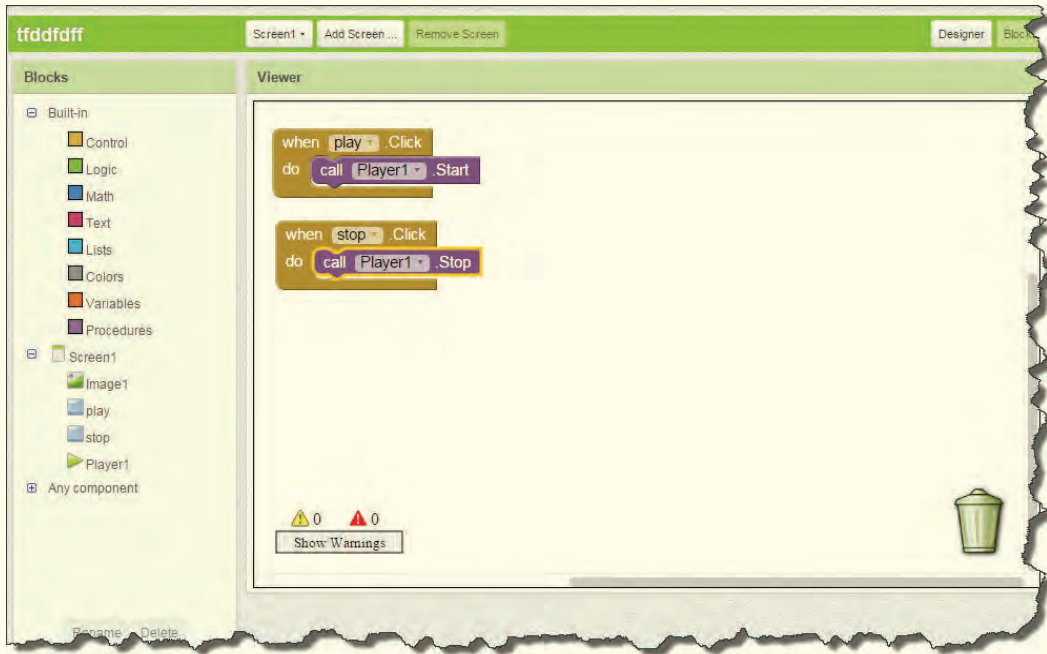 tfddfdff
Screen1
Add Screen ...
Remove Screen
Designer
Blocks
Viewer
Built-in
Control
Logic
Math
Text
Lists
Colors
Variables
Procedures
Screen1
Image1
play
stop
Player1
Any component
Rename Delete
when play .Click
do call Player1 .Start
when stop .Click
do call Player1 .Stop
0 0
Show Warnings